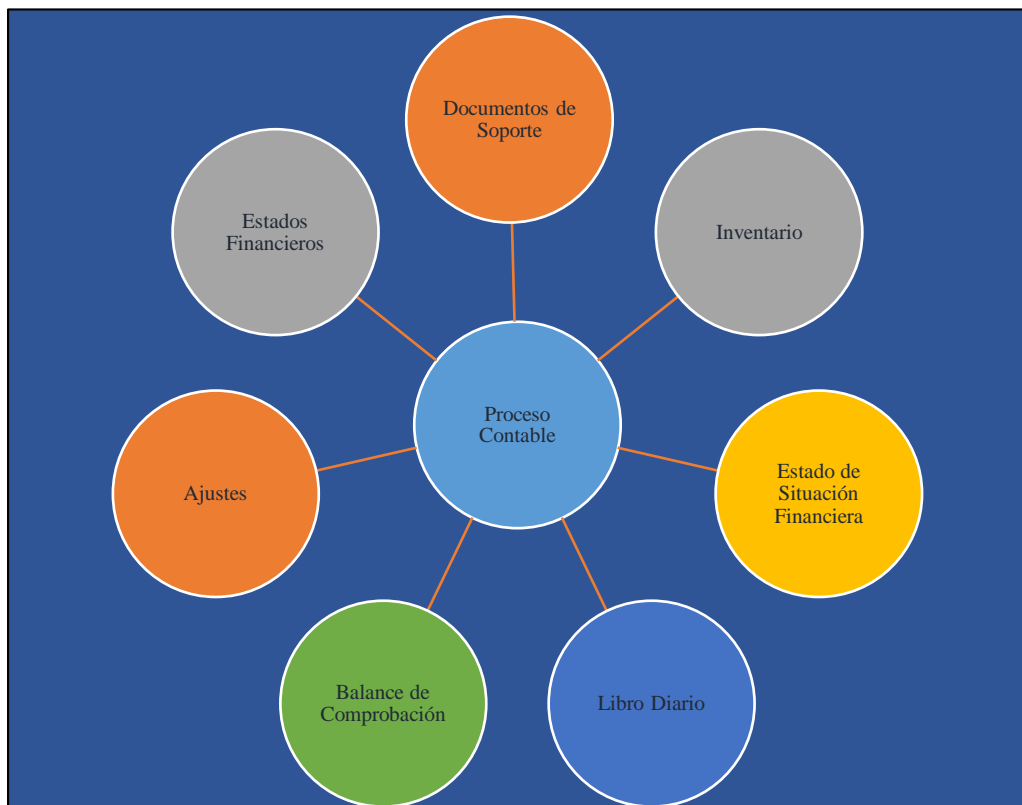 Documentos de
Soporte
Inventario
Estado de
Situación
Financiera
Libro Diario
Balance de
Comprobación
Ajustes
Estados
Financieros
Proceso
Contable